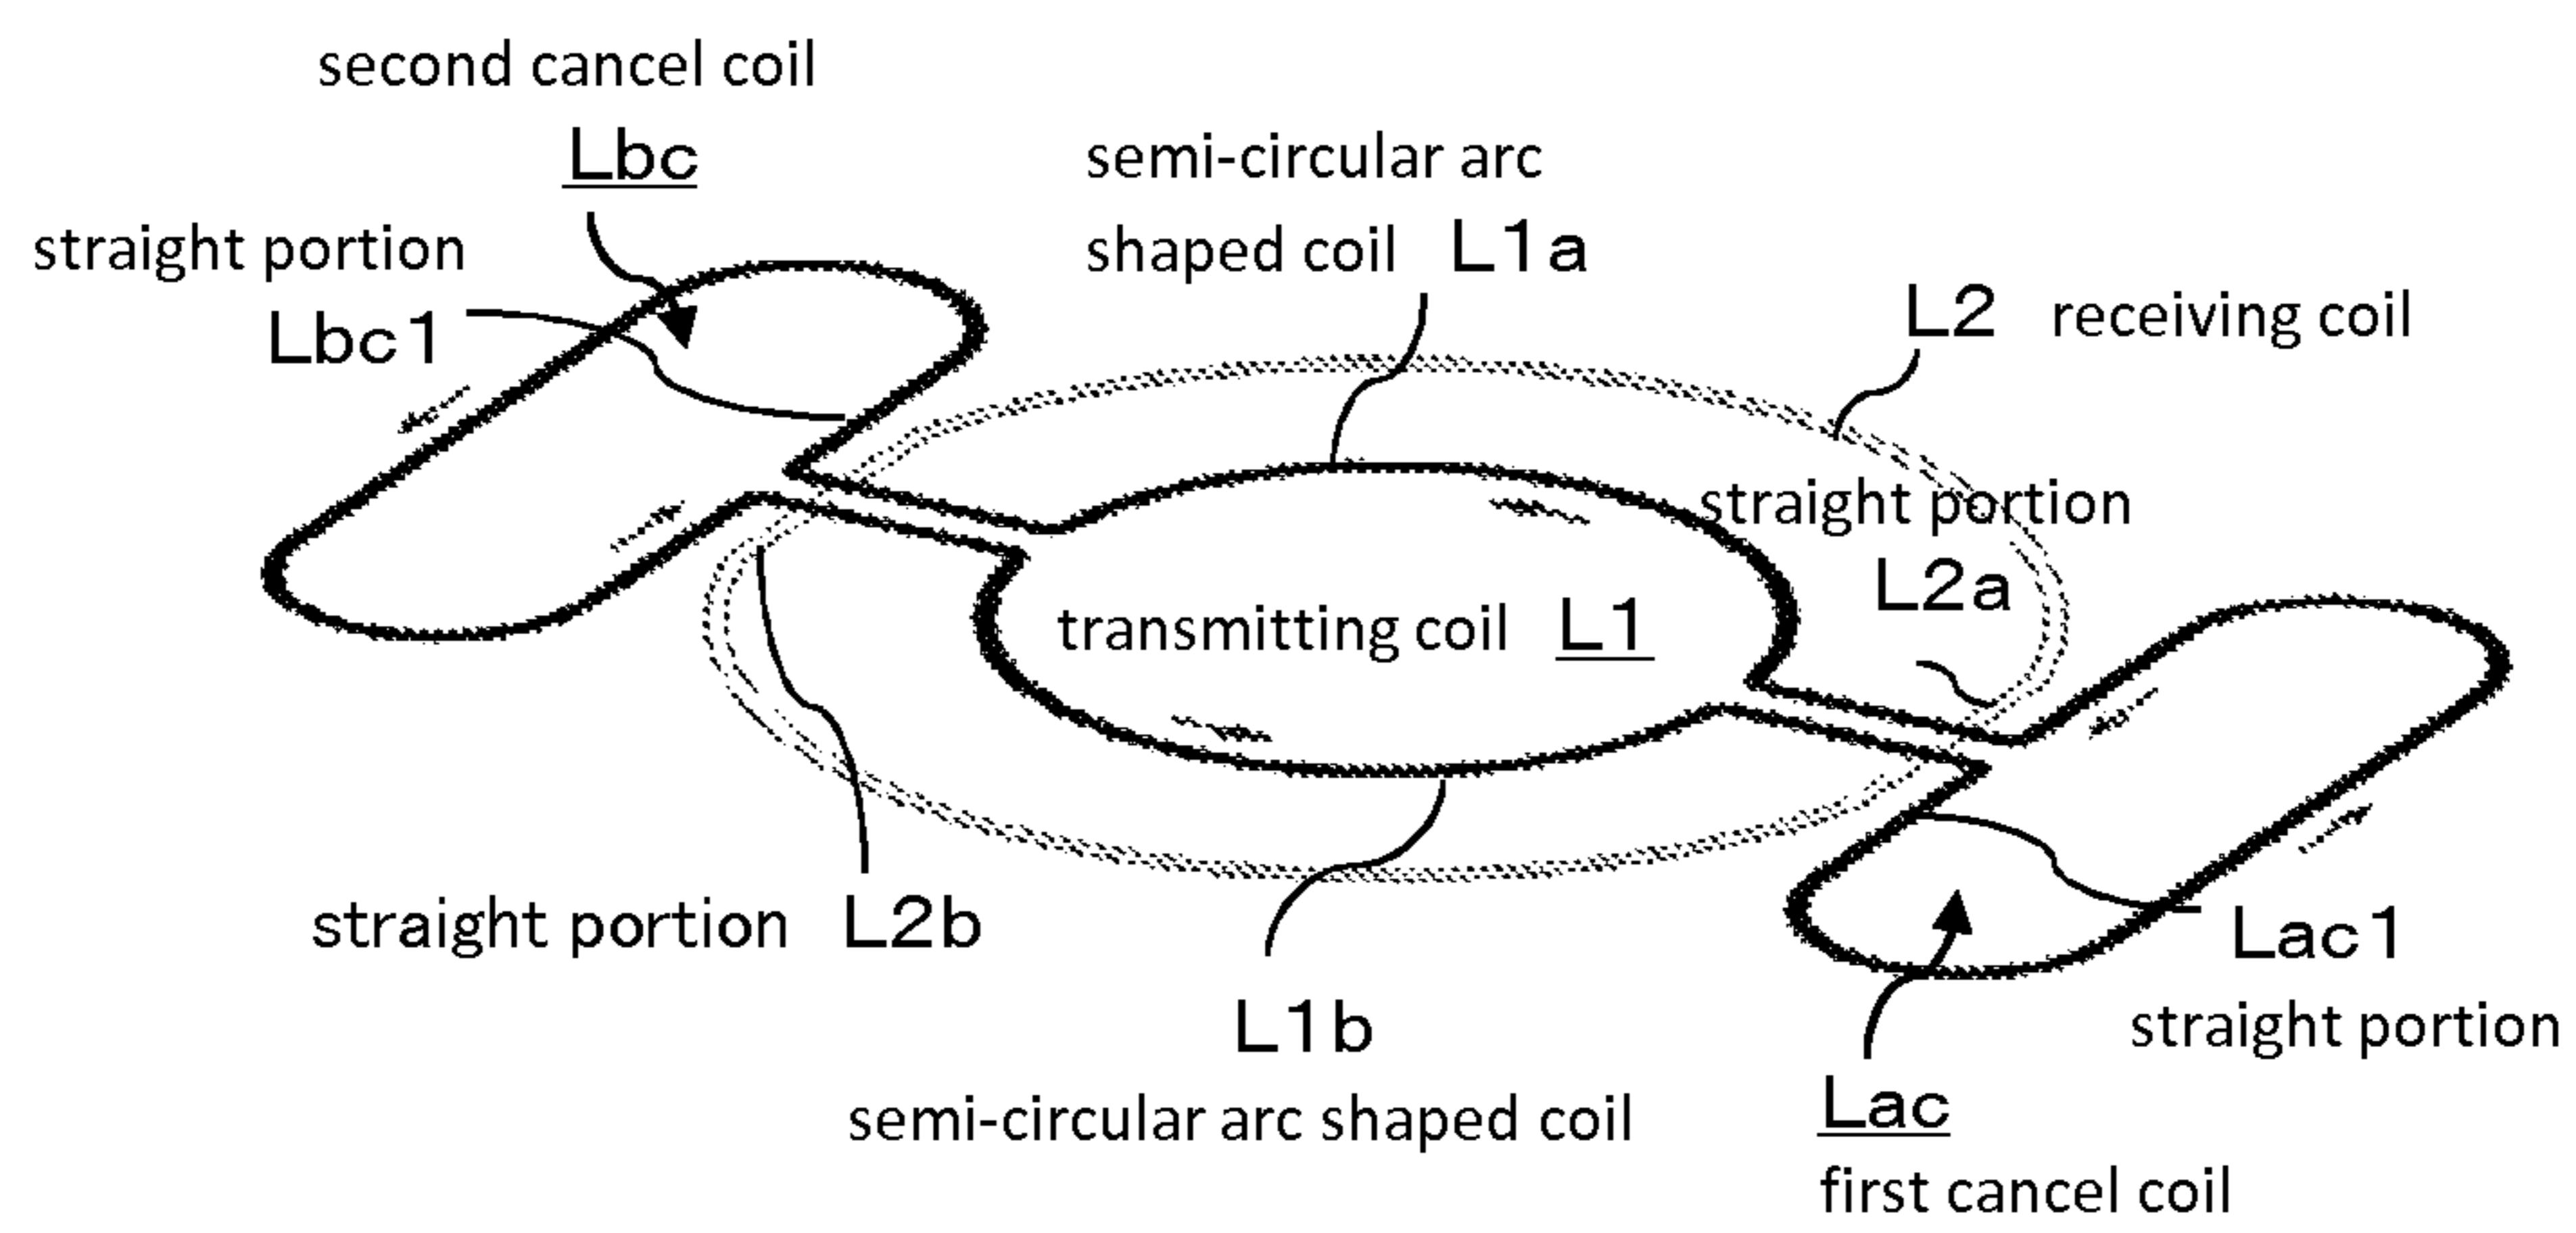 second cancel coil
Lbc
straight portion
Lbc1
semi-circular arc
shaped coil L1a
L2 receiving coil
straight portion
L2a
transmitting coil L1
straight portion L2b
L1b
semi-circular arc shaped coil
Lac1
straight portion
Lac
first cancel coil